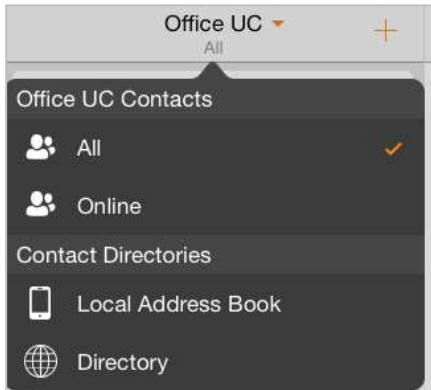 Office UC
All
Office UC Contacts
All
Online
Contact Directories
Local Address Book
Directory